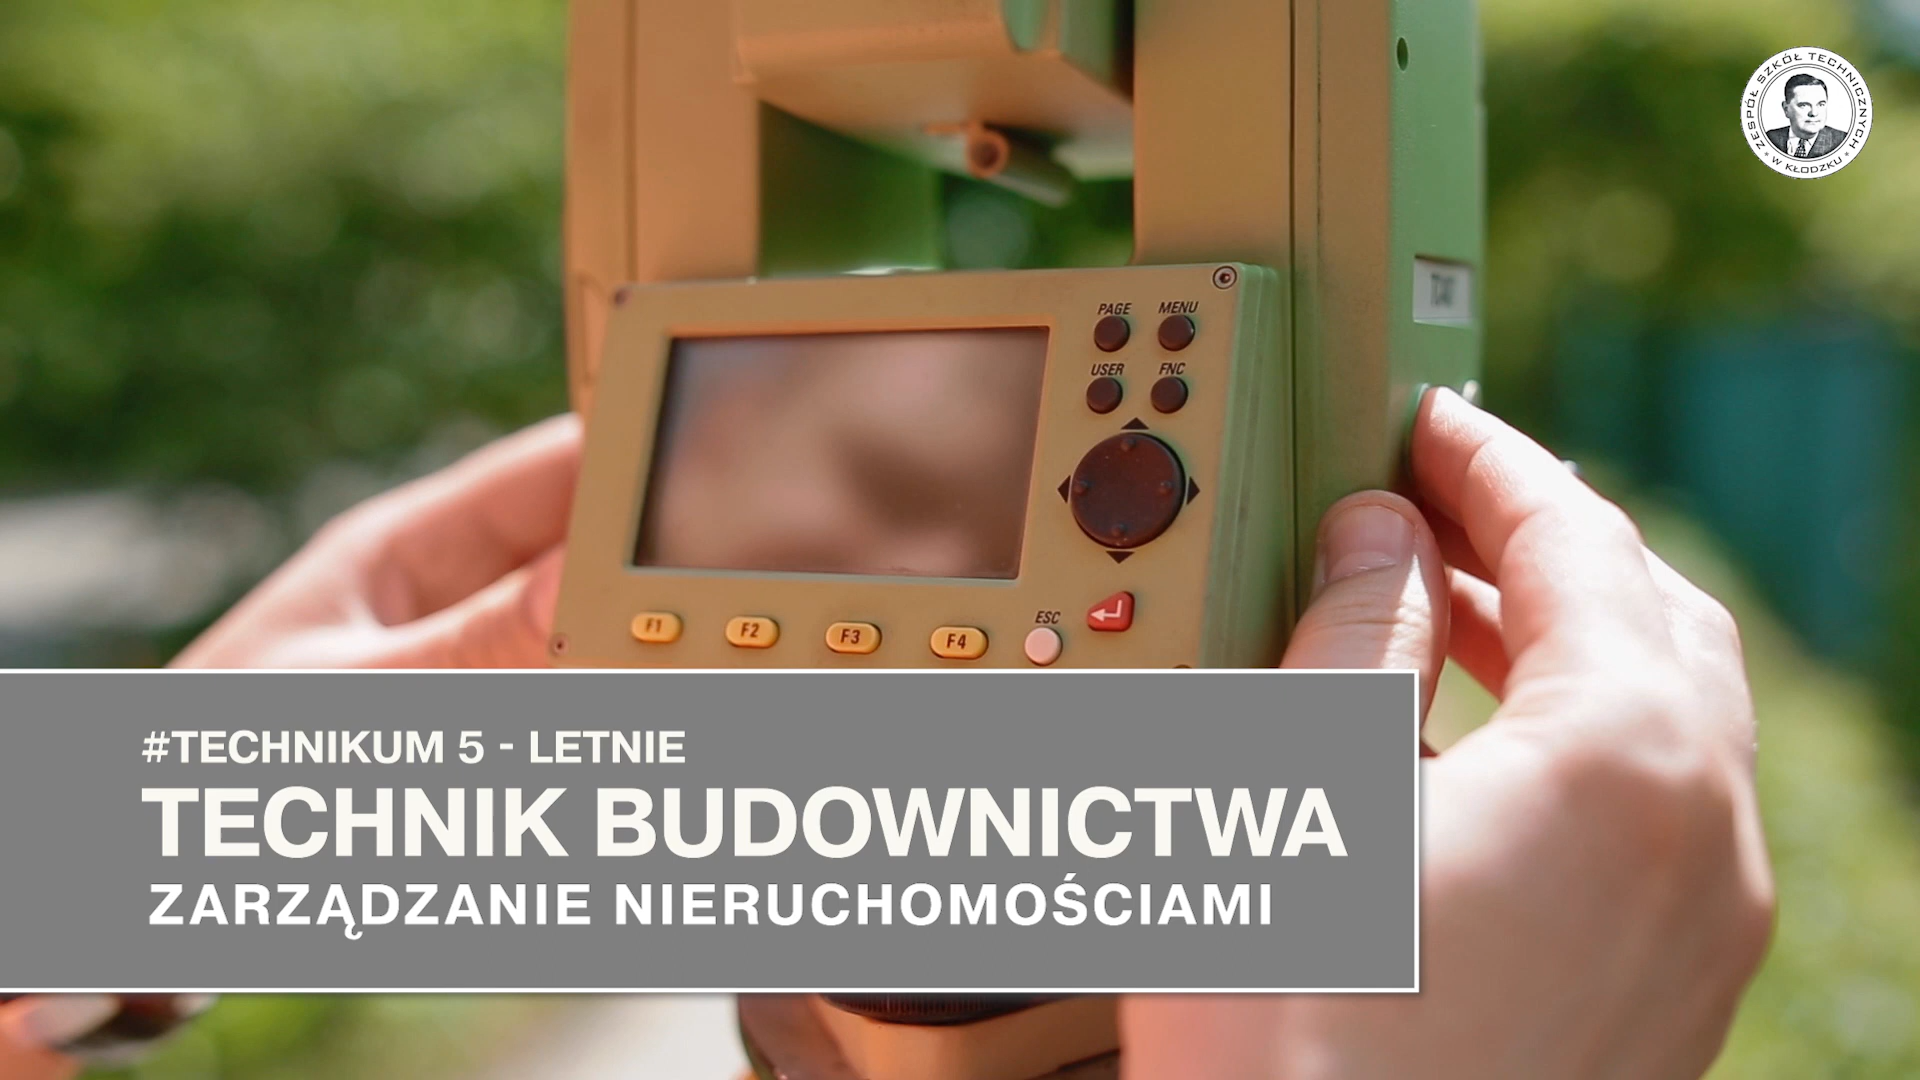 ZESPÓŁ SZKÓŁ TECHNICZNYCH
* W KŁODZKU *
PAGE MENU
USER FNC
ESC
F1 F2 F3 F4
#TECHNIKUM 5 - LETNIE
TECHNIK BUDOWNICTWA
ZARZĄDZANIE NIERUCHOMOŚCIAMI